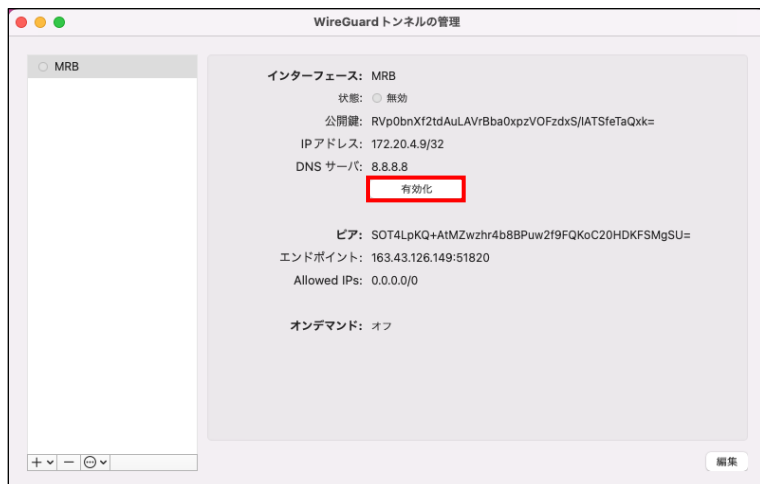 WireGuard トンネルの管理
MRB
インターフェース: MRB
状態: 無効
公開鍵: RVp0bnXf2tdAuLAVrBba0xpzVOFzdxS/IATSfeTaQxk=
IP アドレス: 172.20.4.9/32
DNS サーバ: 8.8.8.8
有効化
ピア: SOT4LpKQ+AtMZwzhr4b8BPuw2f9FQKoC20HDKFSMgSU=
エンドポイント: 163.43.126.149:51820
Allowed IPs: 0.0.0.0/0
オンデマンド: オフ
編集